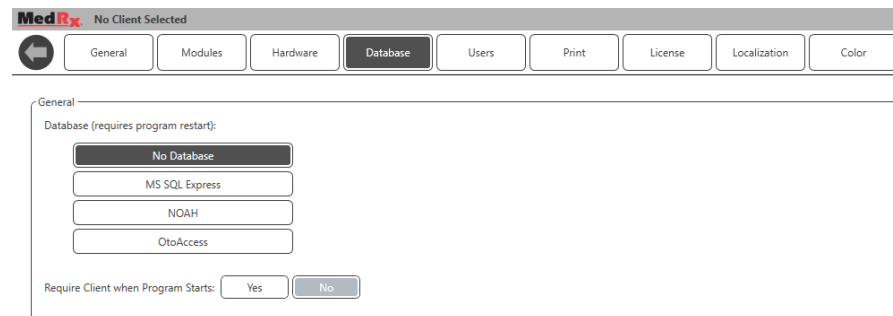 MedRx No Client Selected
General Modules Hardware Database Users Print License Localization Color
General
Database (requires program restart):
No Database
MS SQL Express
NOAH
OtoAccess
Require Client when Program Starts: Yes No